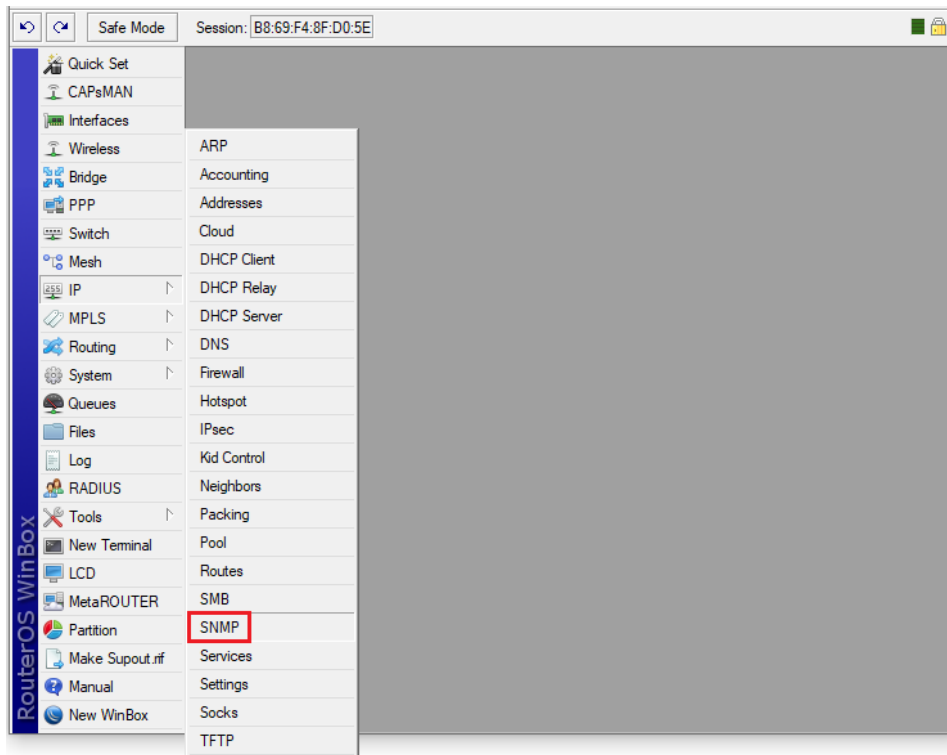 Safe Mode Session: B8:69:F4:8F:D0:5E
Quick Set
CAPsMAN
Interfaces
Wireless
Bridge
PPP
Switch
Mesh
255 IP
MPLS
Routing
System
Queues
Files
Log
RADIUS
Tools
New Terminal
LCD
MetaROUTER
Partition
Make Supout.rif
Manual
New WinBox
RouterOS WinBox
ARP
Accounting
Addresses
Cloud
DHCP Client
DHCP Relay
DHCP Server
DNS
Firewall
Hotspot
IPsec
Kid Control
Neighbors
Packing
Pool
Routes
SMB
SNMP
Services
Settings
Socks
TFTP